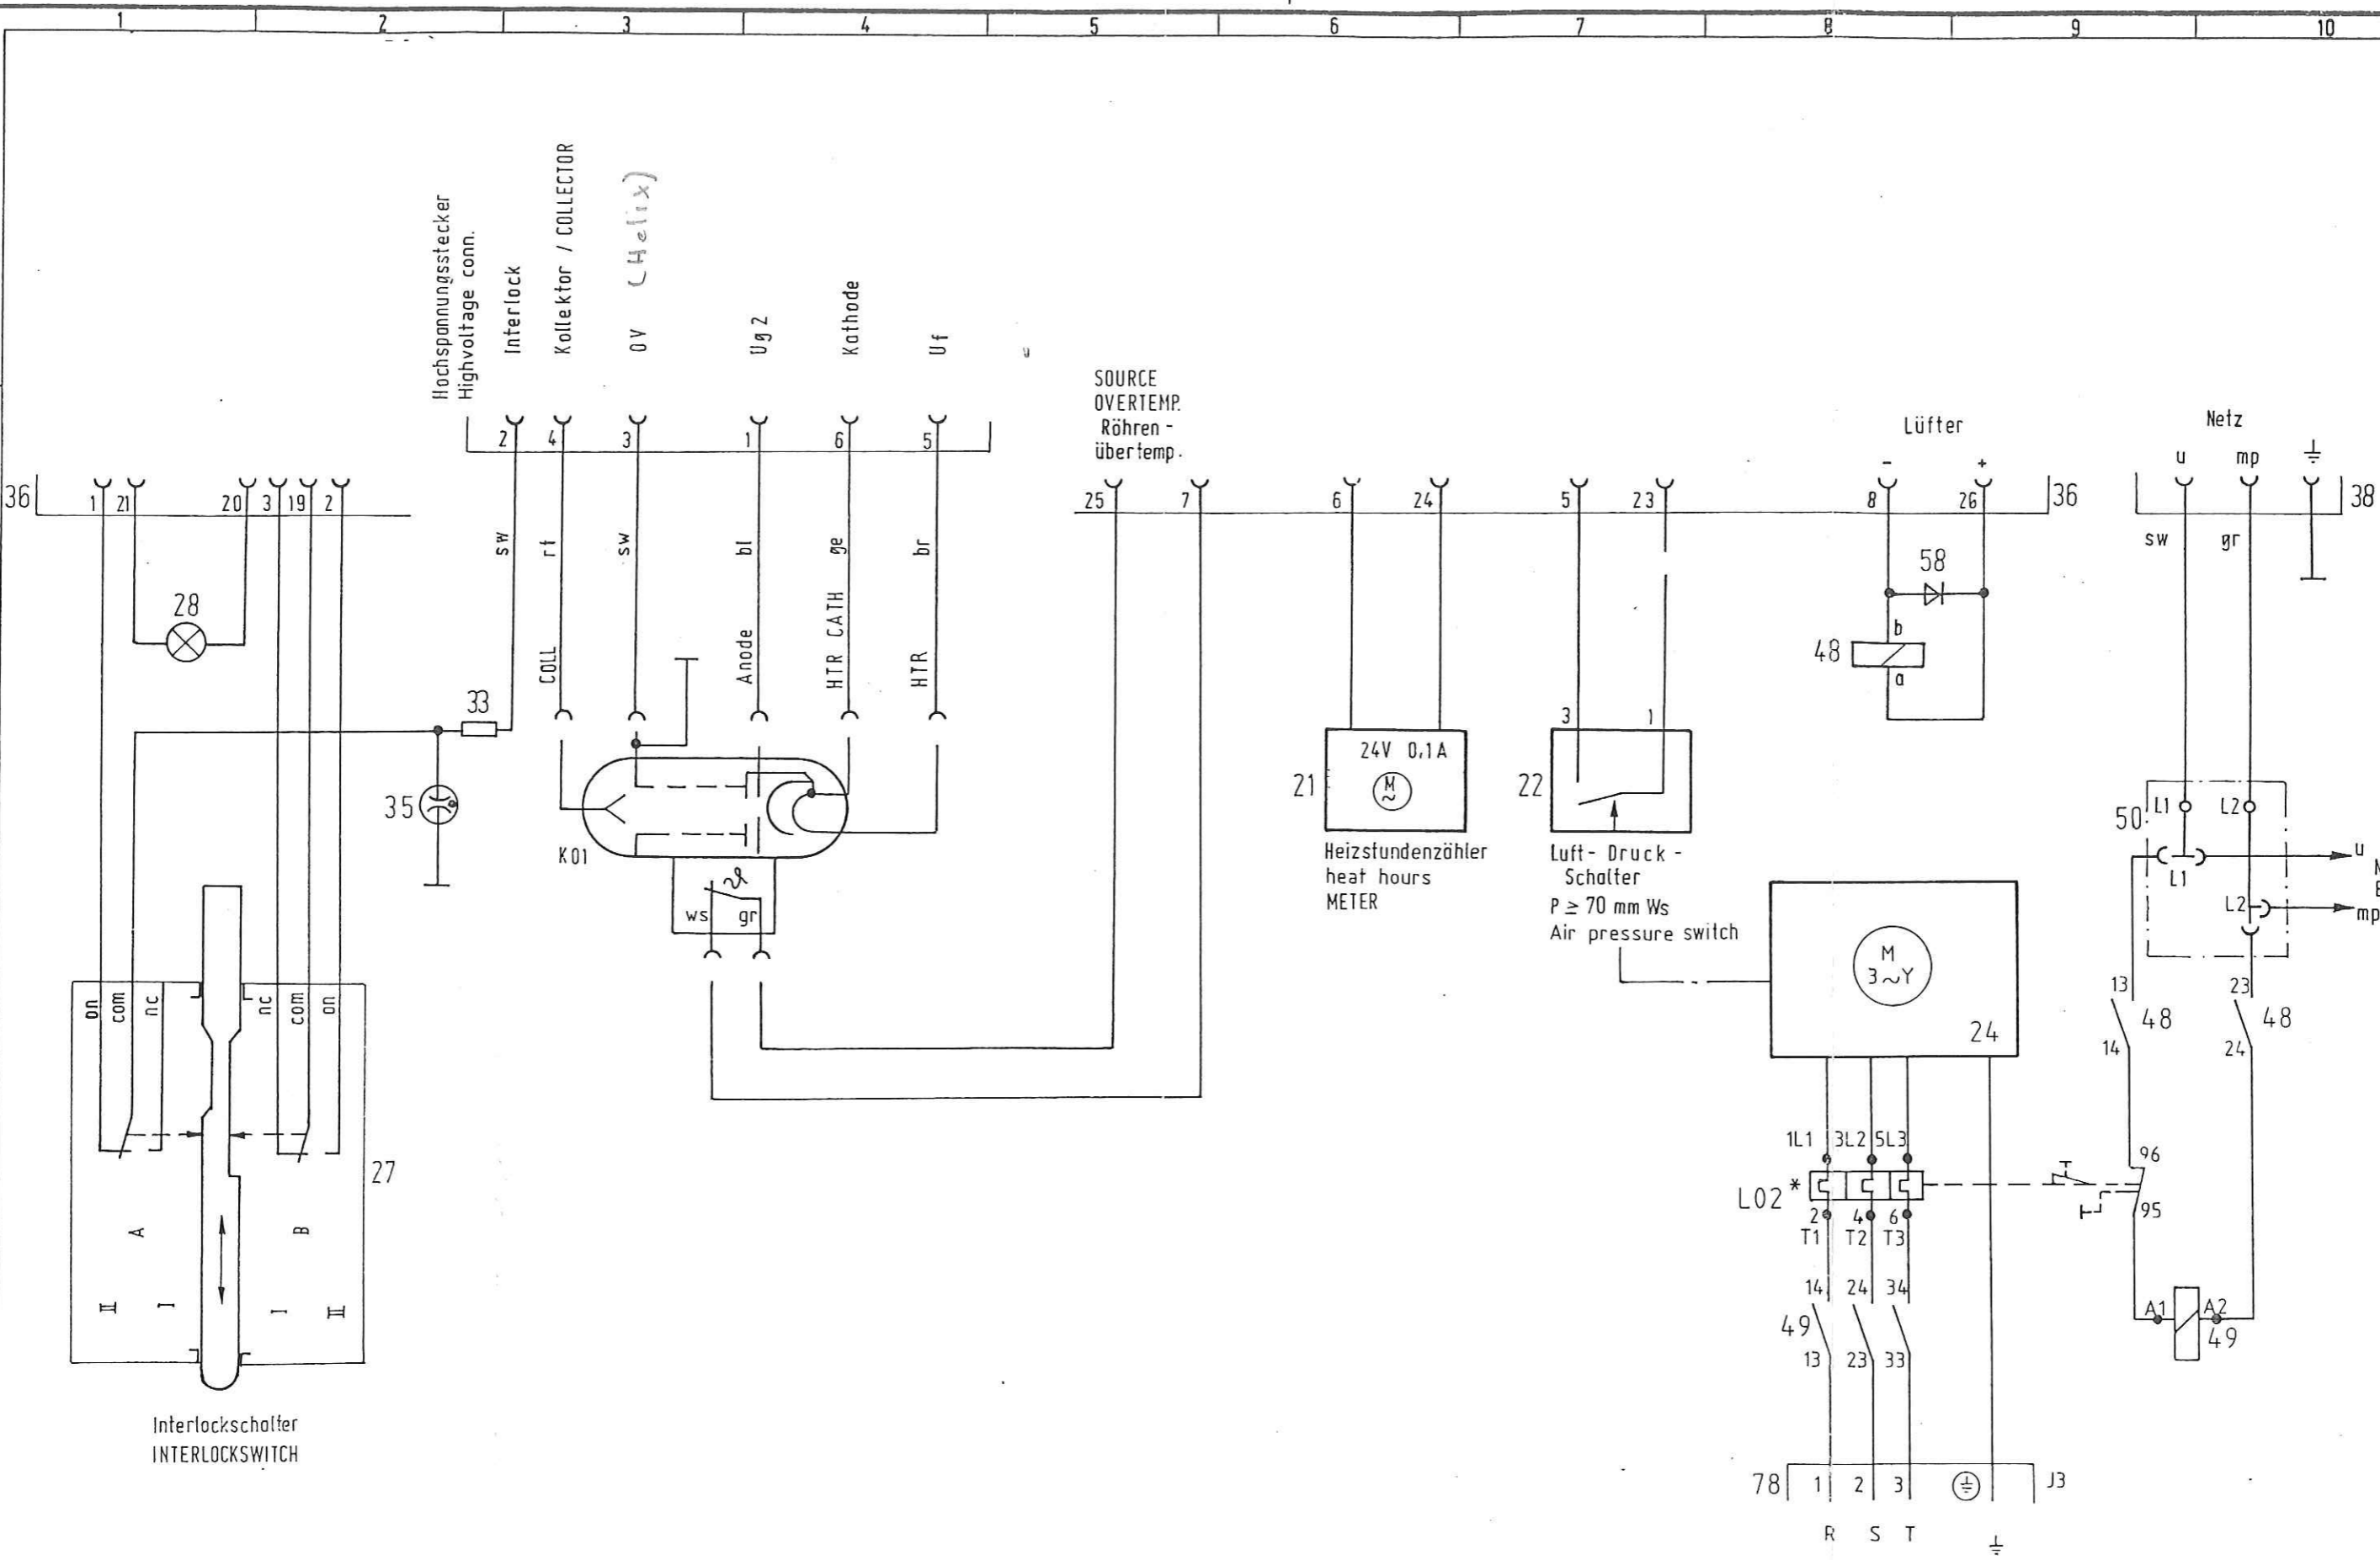 1 2 3 4 5 6 7 8 9 10
Hochspannungsstecker
Highvoltage conn.
Interlock
Kollektor / COLLECTOR
0V (Helix)
Ug 2
Kathode
Uf
2 4 3 1 6 5
36 1 21 20 3 19 2
SOURCE
OVERTEMP.
Röhren -
übertemp.
25 7 6 24 5 23 8 26 36
Lüfter
- +
Netz
u mp
38
sw rt sw bl ge br
sw gr
28
58
COLL Anode HTR CATH HTR
33
48 b
a
35
K01
ws gr
24V 0,1A
M
~
21
Heizstundenzähler
heat hours
METER
3 1
22
Luft- Druck -
Schalter
P ≥ 70 mm Ws
Air pressure switch
50 L1 L2
u
L1
L2
mp
M
3~Y
24
13 48 23 48
14 24
on com nc nc com on
27
A B
II I I II
Interlockschalter
INTERLOCKSWITCH
1L1 3L2 5L3
L02 *
2 4 6
T1 T2 T3
96
95
14 24 34
49
13 23 33
A1 A2
49
78 1 2 3 J3
R S T